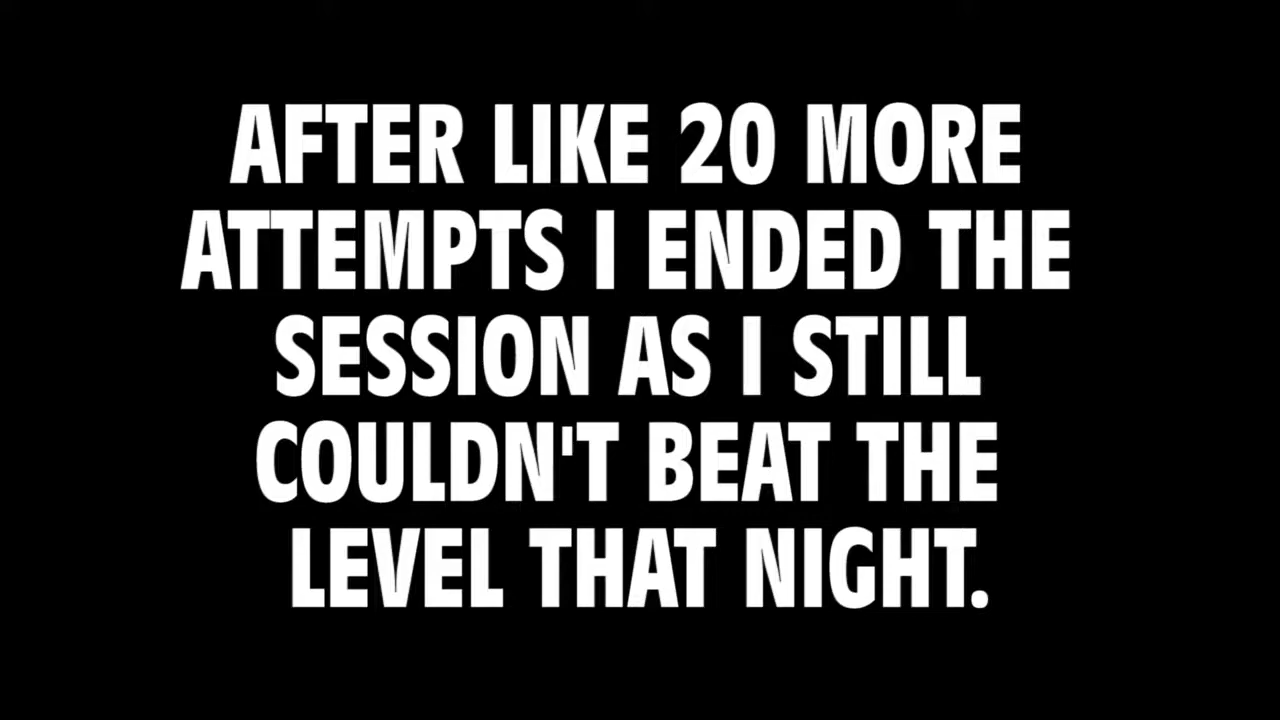 AFTER LIKE 20 MORE
ATTEMPTS I ENDED THE
SESSION AS I STILL
COULDN'T BEAT THE
LEVEL THAT NIGHT.